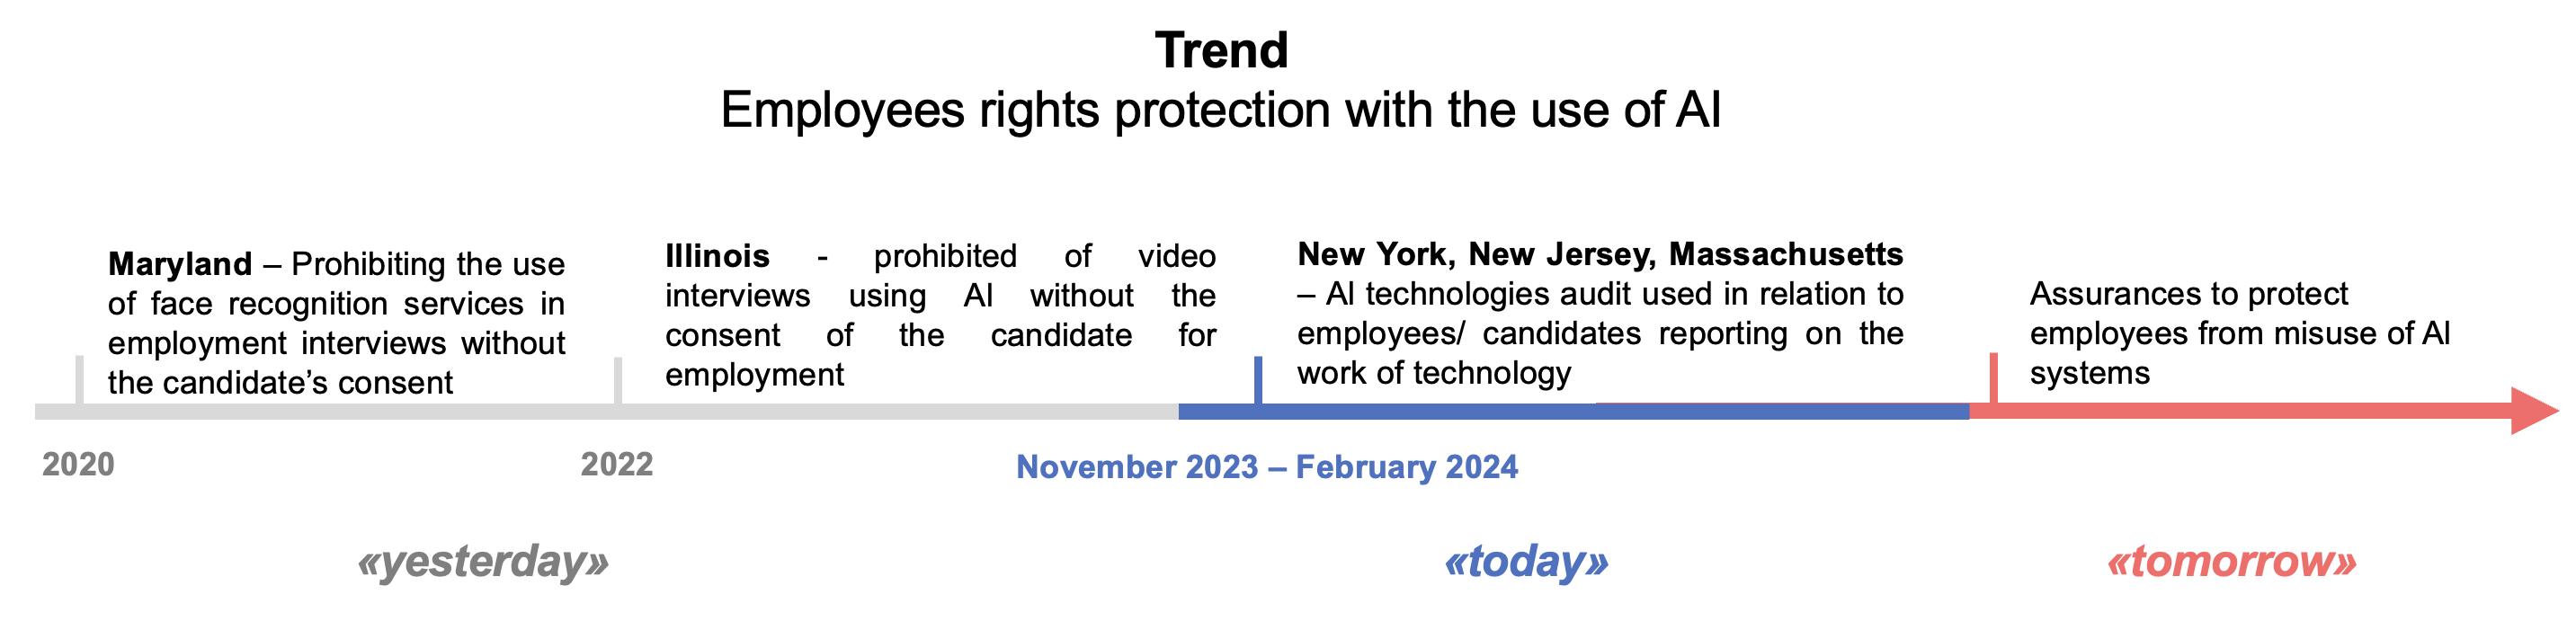 Trend
Employees rights protection with the use of AI
Maryland – Prohibiting the use
of face recognition services in
employment interviews without
the candidate’s consent
Illinois - prohibited of video
interviews using AI without the
consent of the candidate for
employment
New York, New Jersey, Massachusetts
– AI technologies audit used in relation to
employees/ candidates reporting on the
work of technology
Assurances to protect
employees from misuse of AI
systems
2020
2022
November 2023 – February 2024
«yesterday»
«today»
«tomorrow»